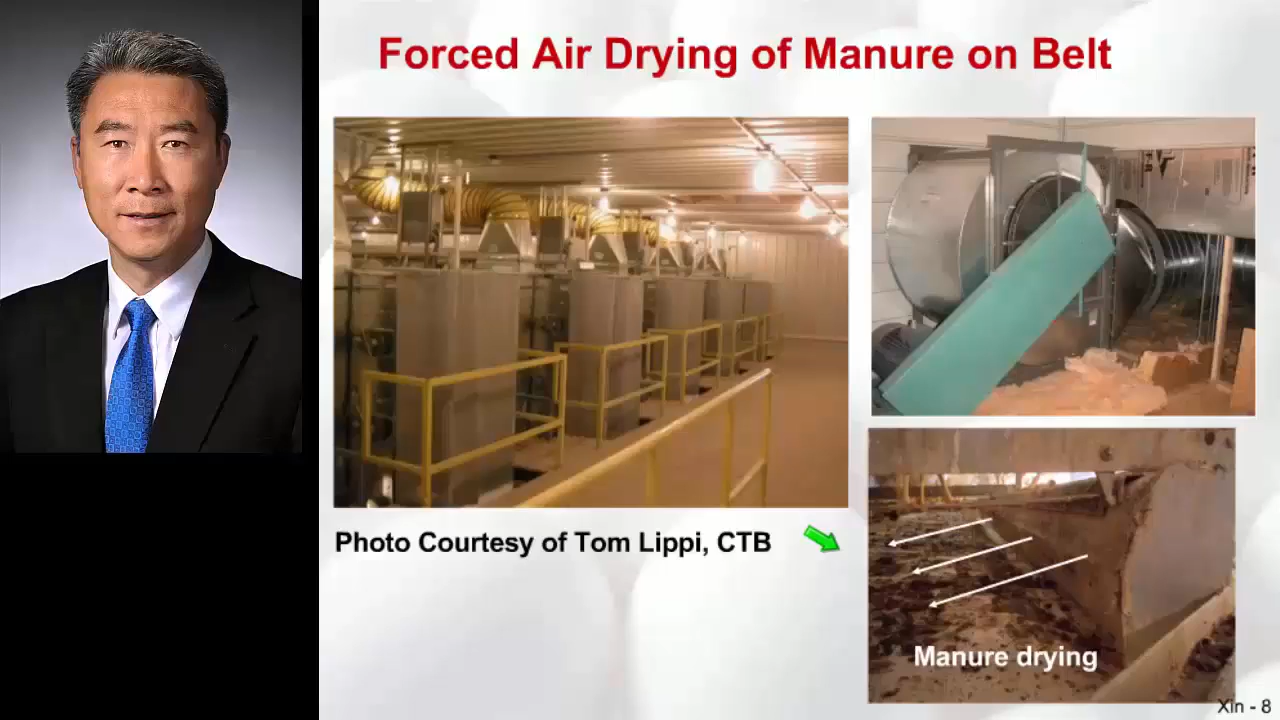 Forced Air Drying of Manure on Belt
Photo Courtesy of Tom Lippi, CTB
Manure drying
Xin - 8